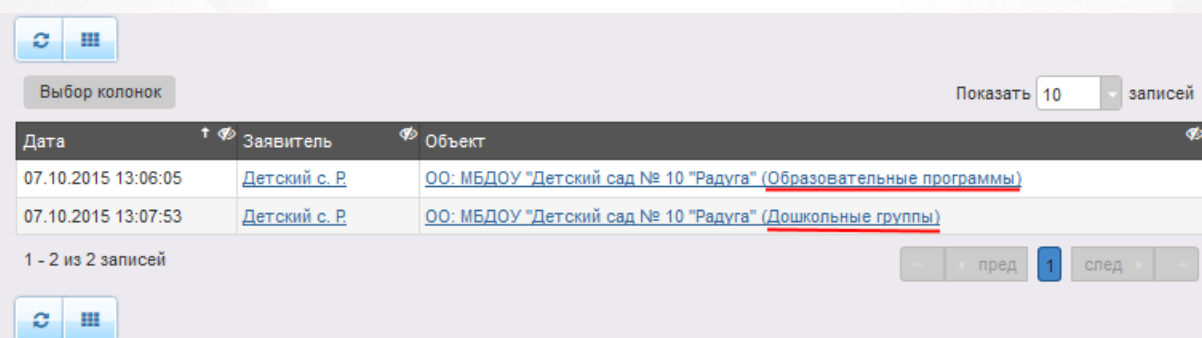 Выбор колонок
Показать 10 записей
Дата Заявитель Объект
07.10.2015 13:06:05 Детский с. Р. ОО: МБДОУ "Детский сад № 10 "Радуга" (Образовательные программы)
07.10.2015 13:07:53 Детский с. Р. ОО: МБДОУ "Детский сад № 10 "Радуга" (Дошкольные группы)
1 - 2 из 2 записей
пред 1 след